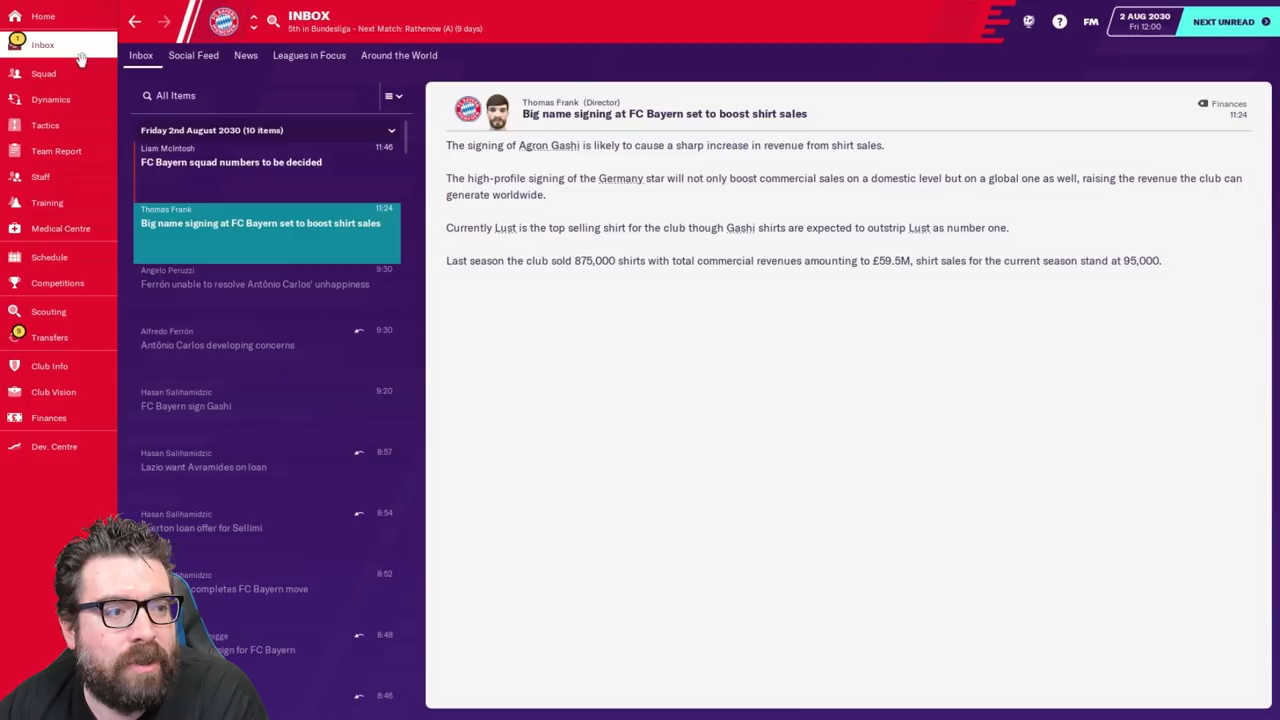 Home
Inbox
1
Squad
Dynamics
Tactics
Team Report
Staff
Training
Medical Centre
Schedule
Competitions
Scouting
9
Transfers
Club Info
Club Vision
Finances
Dev. Centre
INBOX
5th in Bundesliga - Next Match: Rathenow (A) (9 days)
FM
2 AUG 2030
Fri 12:00
NEXT UNREAD
Inbox Social Feed News Leagues in Focus Around the World
All Items
Friday 2nd August 2030 (10 items)
Liam McIntosh 11:46
FC Bayern squad numbers to be decided
Thomas Frank 11:24
Big name signing at FC Bayern set to boost shirt sales
Angelo Peruzzi 9:30
Ferrón unable to resolve Antônio Carlos' unhappiness
Alfredo Ferrón 9:30
Antônio Carlos developing concerns
Hasan Salihamidzic 9:20
FC Bayern sign Gashi
Hasan Salihamidzic 8:57
Lazio want Avramides on loan
Hasan Salihamidzic 8:54
loan offer for Sellimi
8:52
completes FC Bayern move
8:48
for FC Bayern
8:46
Thomas Frank (Director)
Big name signing at FC Bayern set to boost shirt sales
Finances
11:24
The signing of Agron Gashi is likely to cause a sharp increase in revenue from shirt sales.
The high-profile signing of the Germany star will not only boost commercial sales on a domestic level but on a global one as well, raising the revenue the club can
generate worldwide.
Currently Lust is the top selling shirt for the club though Gashi shirts are expected to outstrip Lust as number one.
Last season the club sold 875,000 shirts with total commercial revenues amounting to £59.5M, shirt sales for the current season stand at 95,000.